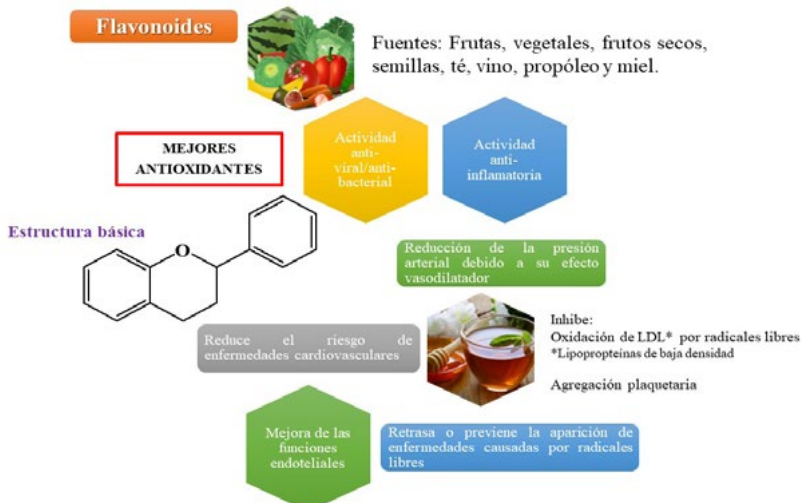 Flavonoides
Fuentes: Frutas, vegetales, frutos secos,
semillas, té, vino, propóleo y miel.
MEJORES
ANTIOXIDANTES
Actividad
anti-
viral/anti-
bacterial
Actividad
anti-
inflamatoria
Estructura básica
O
Reducción de la presión
arterial debido a su efecto
vasodilatador
Reduce el riesgo de
enfermedades cardiovasculares
Inhibe:
Oxidación de LDL* por radicales libres
*Lipopropteínas de baja densidad
Agregación plaquetaria
Mejora de las
funciones
endoteliales
Retrasa o previene la aparición de
enfermedades causadas por radicales
libres